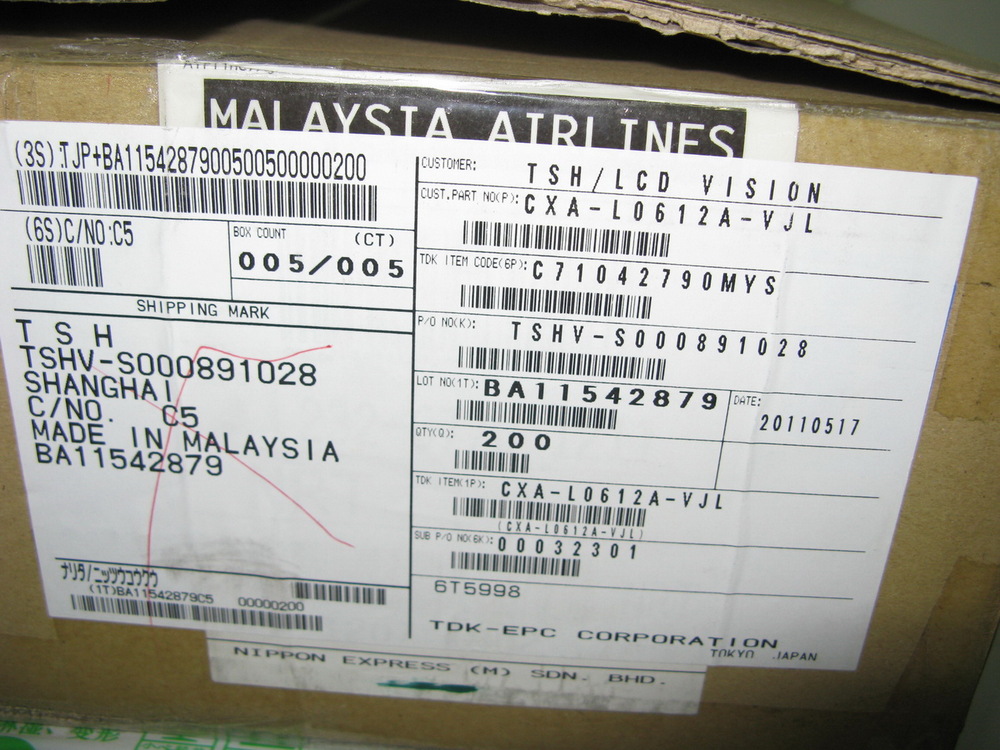 MALAYSIA AIRLINES
(3S):TJP+BA115428790050050000​0200
(6S)C/NO:C5
BOX COUNT (CT)
005/005
SHIPPING MARK
T S H
TSHV-S000891028
SHANGHAI
C/NO. C5
MADE IN MALAYSIA
BA11542879
ナリタ/ニッツウコウクウ
(1T)BA11542879C5 00000200
CUSTOMER: TSH/LCD VISION
CUST.PART NO(P): CXA-L0612A-VJL
TDK ITEM CODE(6P): C71042790MYS
P/O NO(K): TSHV-S000891028
LOT NO(1T): BA11542879
DATE: 20110517
QTY(Q): 200
TDK ITEM(1P): CXA-L0612A-VJL
(CXA-L0612A-VJL)
SUB P/O NO(6K): 00032301
6T5998
TDK-EPC CORPORATION
TOKYO JAPAN
NIPPON EXPRESS (M) SDN. BHD.
变形